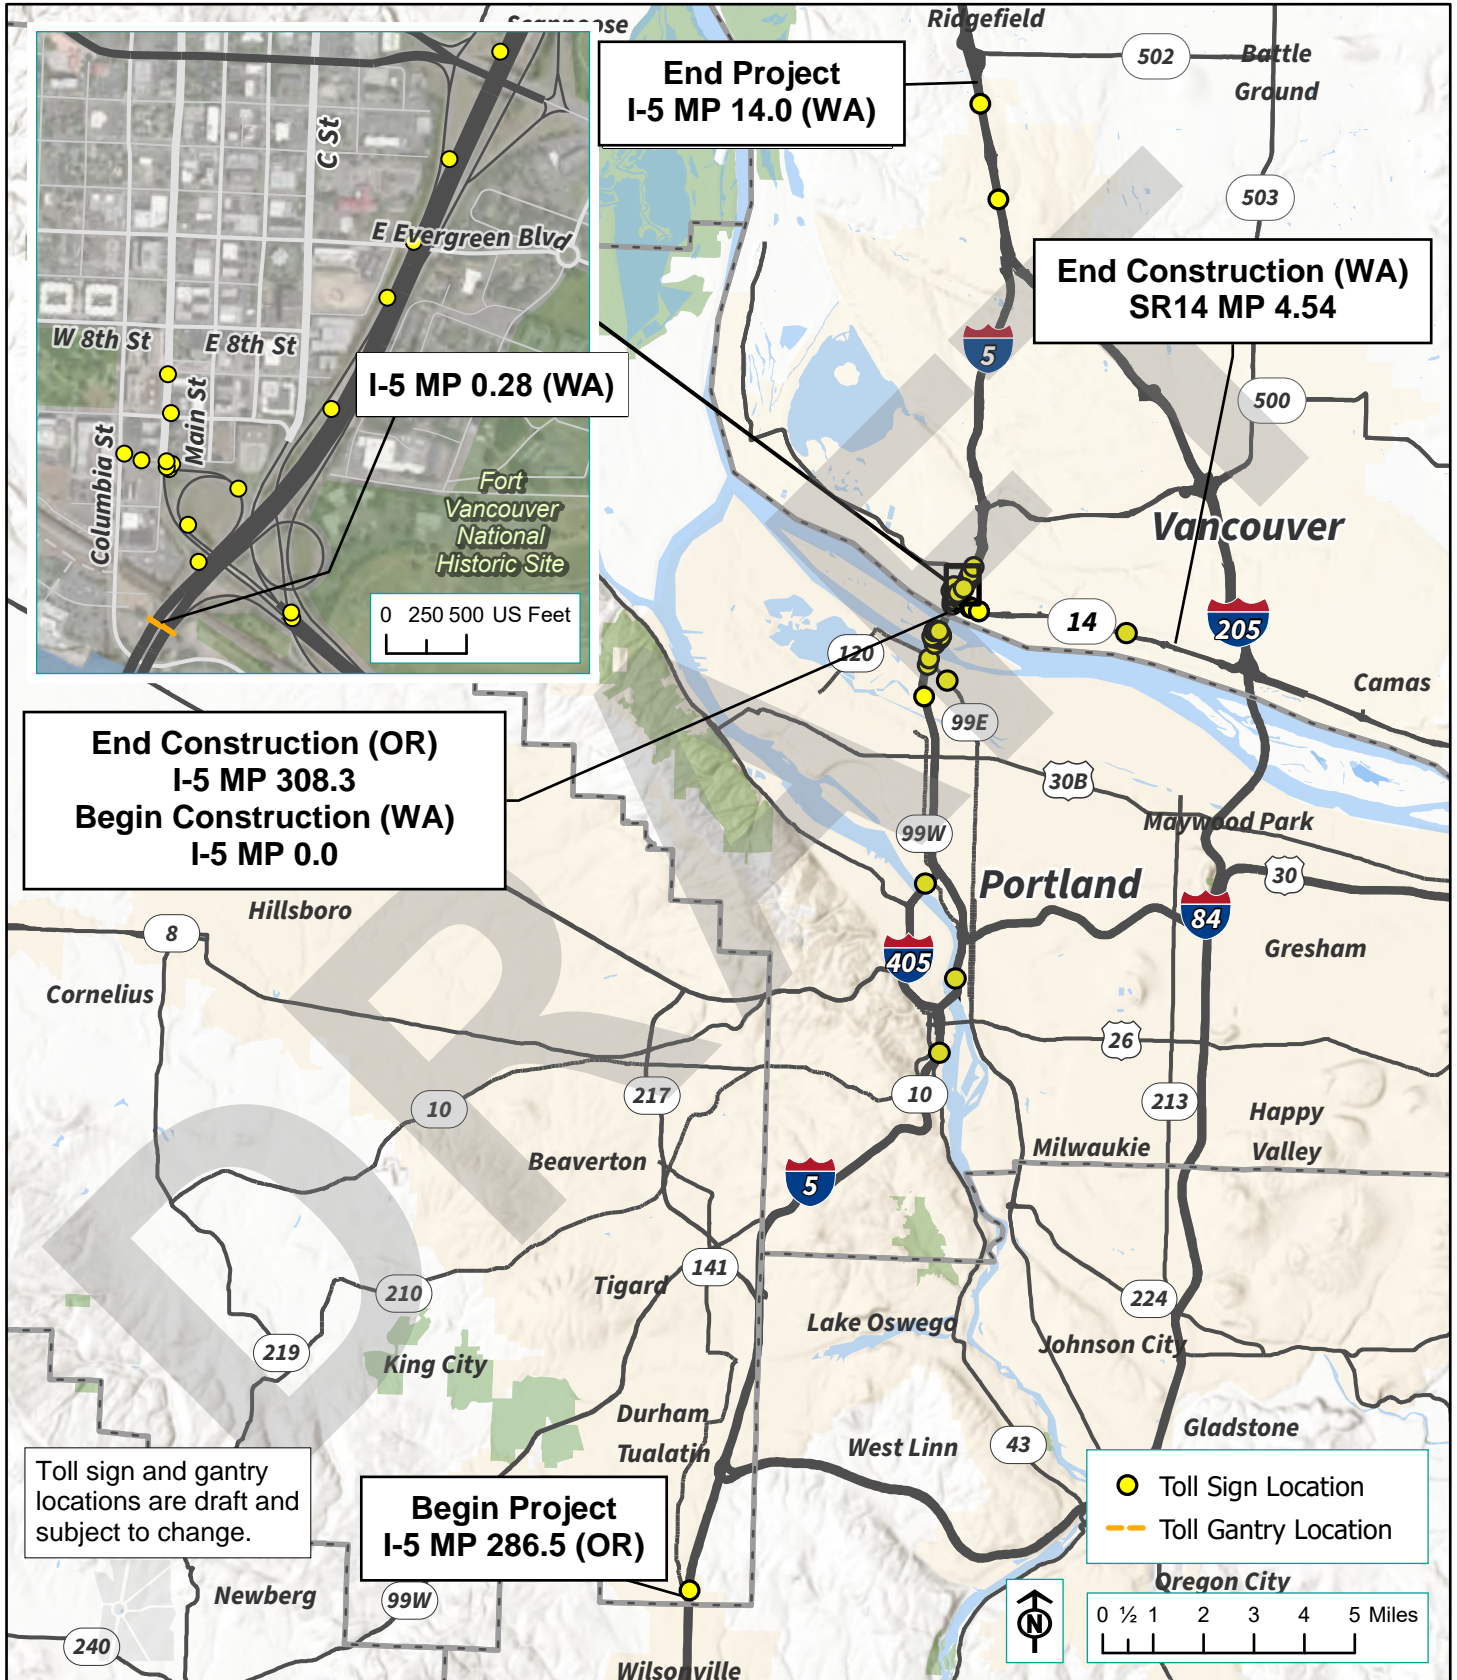 Scappoose
Ridgefield
502
Battle
Ground
End Project
I-5 MP 14.0 (WA)
503
C St
E Evergreen Blvd
End Construction (WA)
SR14 MP 4.54
W 8th St
E 8th St
5
I-5 MP 0.28 (WA)
500
Main St
Columbia St
Fort
Vancouver
National
Historic Site
Vancouver
0 250 500 US Feet
14
205
120
Camas
99E
End Construction (OR)
I-5 MP 308.3
Begin Construction (WA)
I-5 MP 0.0
30B
Maywood Park
99W
Portland
30
84
Hillsboro
8
405
Gresham
Cornelius
26
10
217
10
213
Happy
Valley
Beaverton
Milwaukie
5
141
Tigard
210
224
Lake Oswego
Johnson City
219
King City
Durham
Tualatin
West Linn
43
Gladstone
Toll sign and gantry
locations are draft and
subject to change.
Begin Project
I-5 MP 286.5 (OR)
Toll Sign Location
Toll Gantry Location
Oregon City
Newberg
99W
N
0 ½ 1 2 3 4 5 Miles
240
Wilsonville
DRAFT